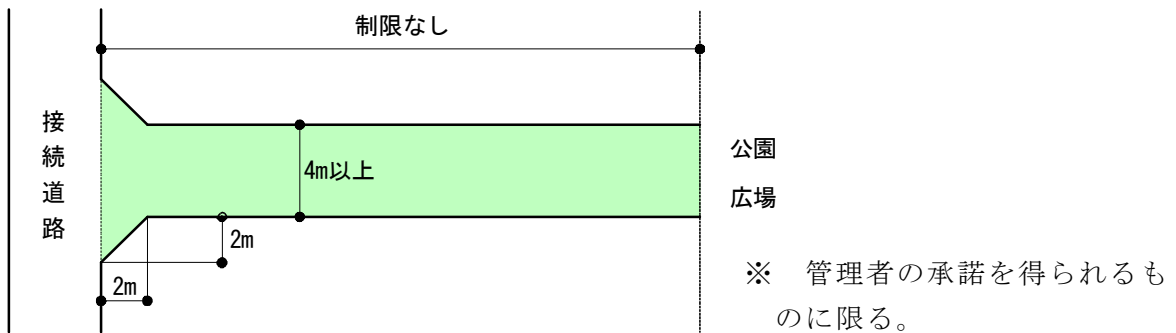 制限なし
接続道路
4m以上
公園
広場
2m
2m
※　管理者の承諾を得られるも
のに限る。